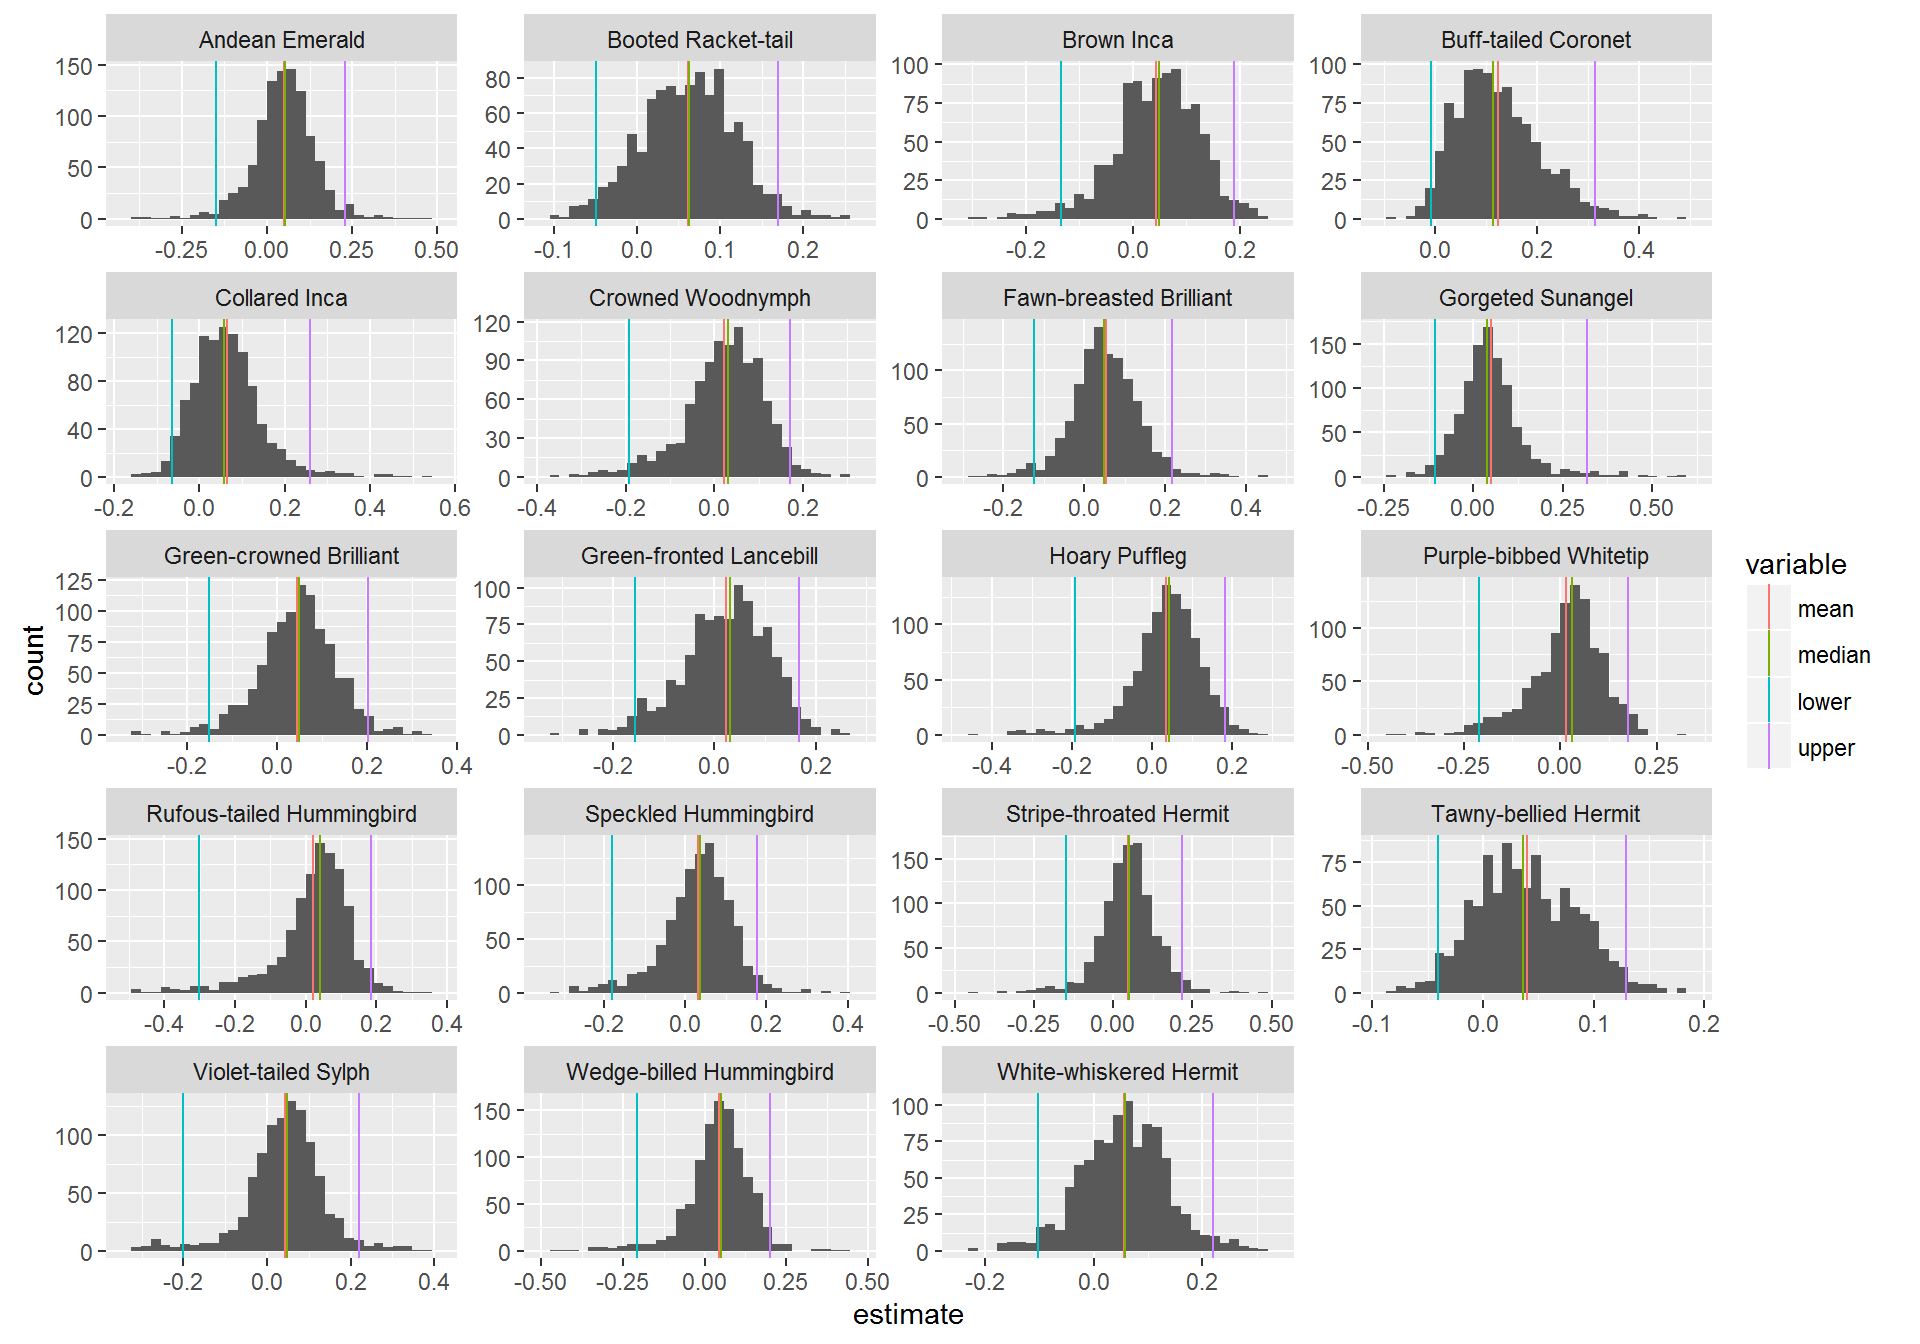 Andean Emerald
Booted Racket-tail
Brown Inca
Buff-tailed Coronet
150
100
50
0
80
60
40
20
0
100
75
50
25
0
100
75
50
25
0
-0.25 0.00 0.25 0.50
-0.1 0.0 0.1 0.2
-0.2 0.0 0.2
0.0 0.2 0.4
Collared Inca
Crowned Woodnymph
Fawn-breasted Brilliant
Gorgeted Sunangel
120
80
40
0
120
90
60
30
0
100
50
0
150
100
50
0
-0.2 0.0 0.2 0.4 0.6
-0.4 -0.2 0.0 0.2
-0.2 0.0 0.2 0.4
-0.25 0.00 0.25 0.50
Green-crowned Brilliant
Green-fronted Lancebill
Hoary Puffleg
Purple-bibbed Whitetip
125
100
75
50
25
0
100
75
50
25
0
100
50
0
100
50
0
-0.2 0.0 0.2 0.4
-0.2 0.0 0.2
-0.4 -0.2 0.0 0.2
-0.50 -0.25 0.00 0.25
Rufous-tailed Hummingbird
Speckled Hummingbird
Stripe-throated Hermit
Tawny-bellied Hermit
150
100
50
0
100
50
0
150
100
50
0
75
50
25
0
-0.4 -0.2 0.0 0.2 0.4
-0.2 0.0 0.2 0.4
-0.50 -0.25 0.00 0.25 0.50
-0.1 0.0 0.1 0.2
Violet-tailed Sylph
Wedge-billed Hummingbird
White-whiskered Hermit
100
50
0
150
100
50
0
100
75
50
25
0
-0.2 0.0 0.2 0.4
-0.50 -0.25 0.00 0.25 0.50
-0.2 0.0 0.2
count
estimate
variable
mean
median
lower
upper